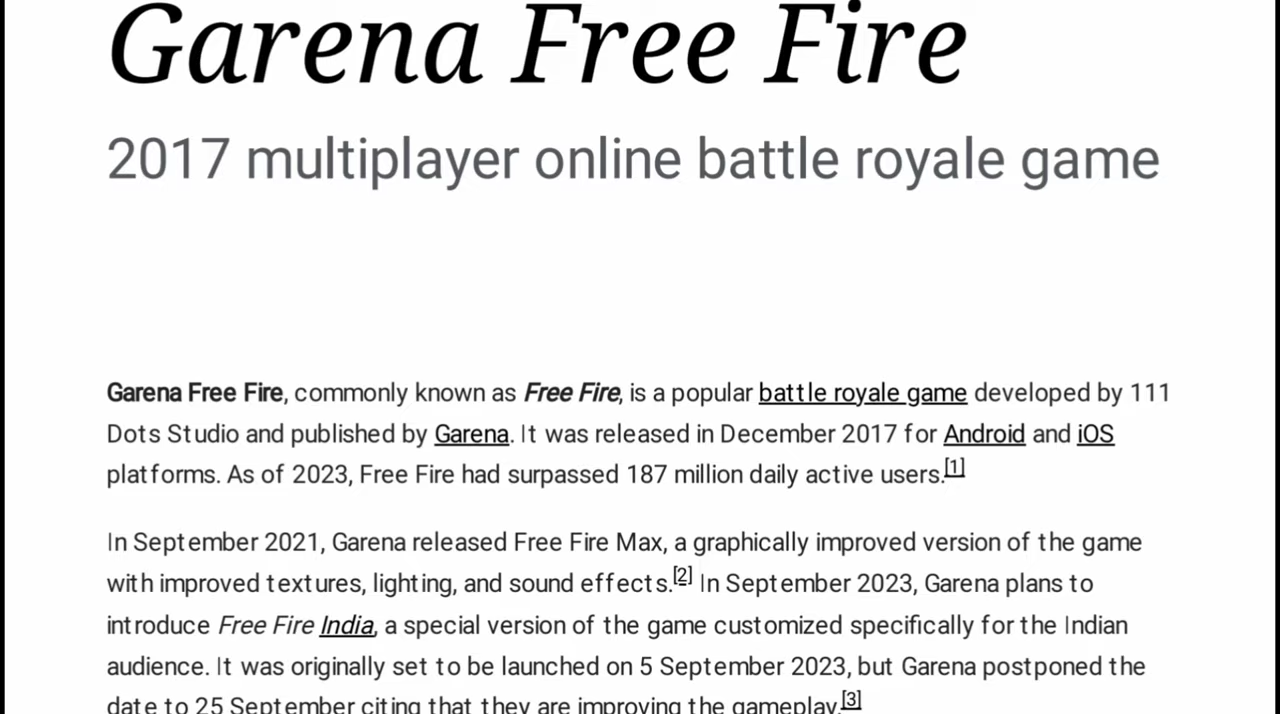 Garena Free Fire
2017 multiplayer online battle royale game
Garena Free Fire, commonly known as Free Fire, is a popular battle royale game developed by 111
Dots Studio and published by Garena. It was released in December 2017 for Android and iOS
platforms. As of 2023, Free Fire had surpassed 187 million daily active users.[1]
In September 2021, Garena released Free Fire Max, a graphically improved version of the game
with improved textures, lighting, and sound effects.[2] In September 2023, Garena plans to
introduce Free Fire India, a special version of the game customized specifically for the Indian
audience. It was originally set to be launched on 5 September 2023, but Garena postponed the
date to 25 September citing that they are improving the gameplay.[3]